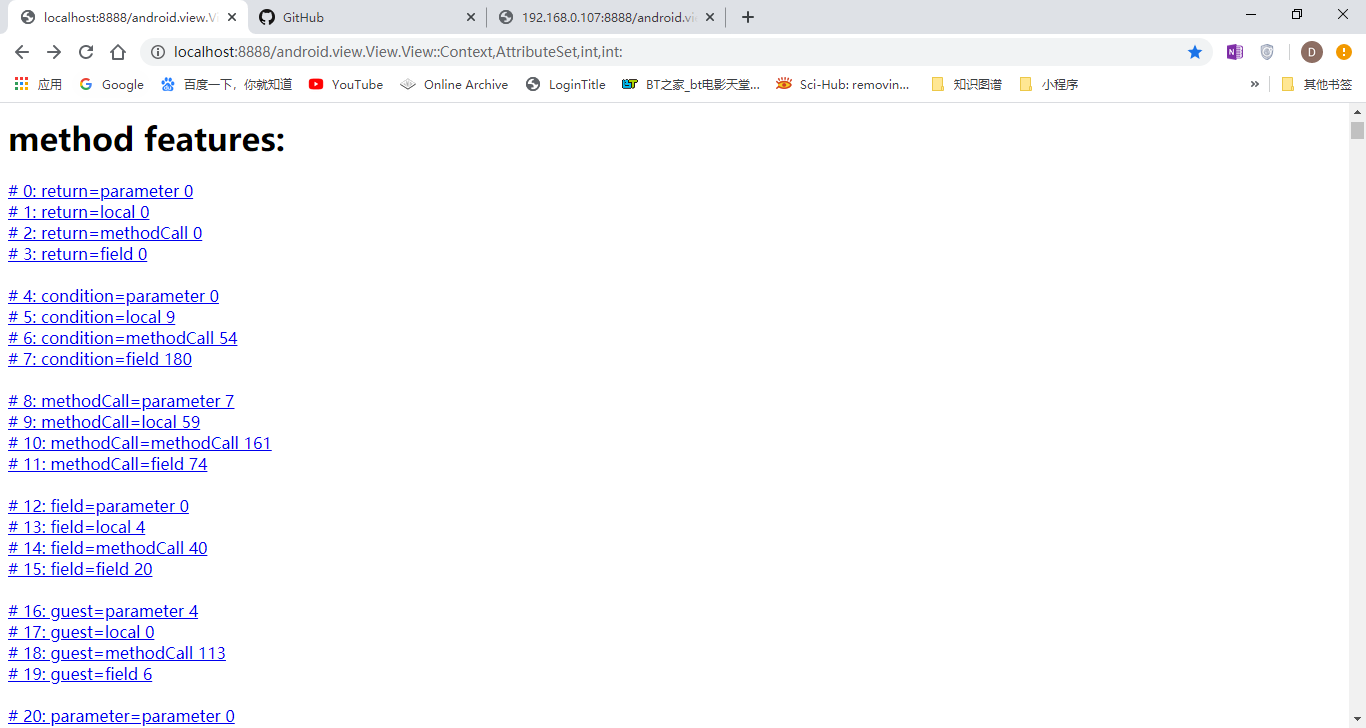 localhost:8888/android.view.V
GitHub
192.168.0.107:8888/android.vi
localhost:8888/android.view.View.View::Context,AttributeSet,int,int:
D
应用
Google
百度一下，你就知道
YouTube
Online Archive
LoginTitle
BT之家_bt电影天堂...
Sci-Hub: removin...
知识图谱
小程序
»
其他书签
method features:
# 0: return=parameter 0
# 1: return=local 0
# 2: return=methodCall 0
# 3: return=field 0
# 4: condition=parameter 0
# 5: condition=local 9
# 6: condition=methodCall 54
# 7: condition=field 180
# 8: methodCall=parameter 7
# 9: methodCall=local 59
# 10: methodCall=methodCall 161
# 11: methodCall=field 74
# 12: field=parameter 0
# 13: field=local 4
# 14: field=methodCall 40
# 15: field=field 20
# 16: guest=parameter 4
# 17: guest=local 0
# 18: guest=methodCall 113
# 19: guest=field 6
# 20: parameter=parameter 0